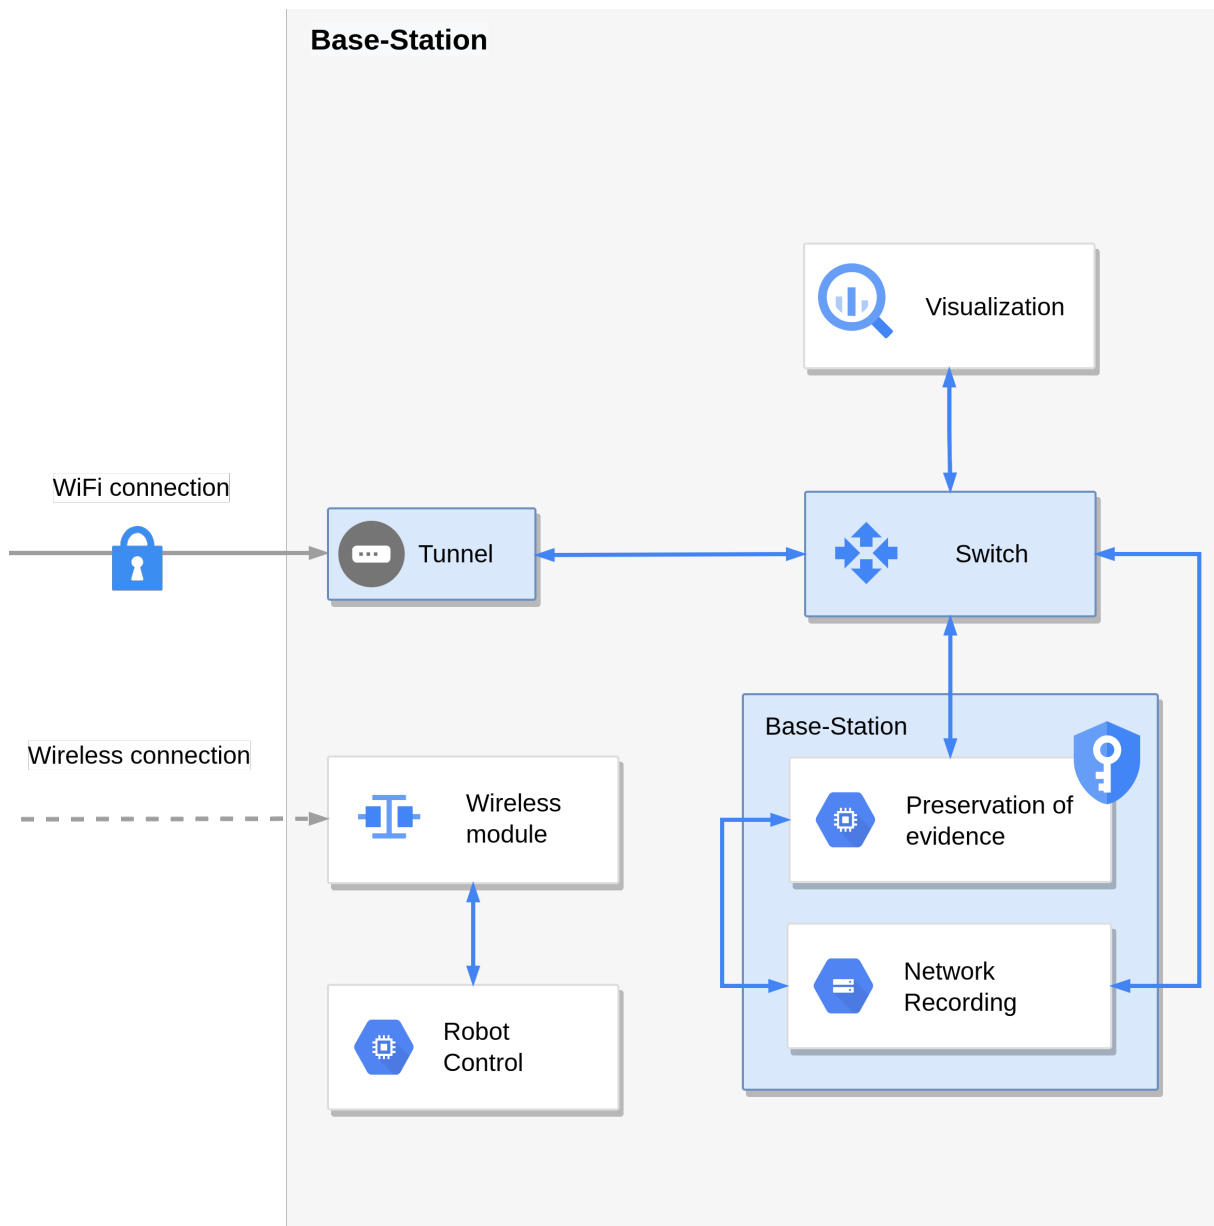 Base-Station
Visualization
WiFi connection
Tunnel
Switch
Wireless connection
Base-Station
Wireless
module
Preservation of
evidence
Network
Recording
Robot
Control